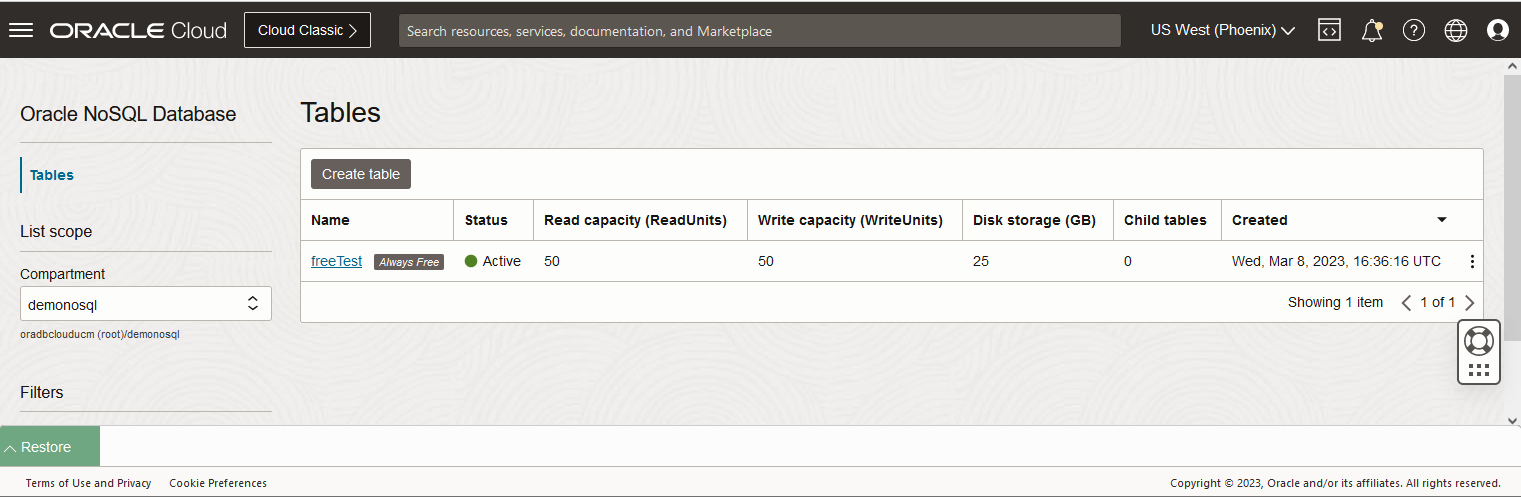 ORACLE Cloud
Cloud Classic
Search resources, services, documentation, and Marketplace
US West (Phoenix)
Oracle NoSQL Database
Tables
List scope
Compartment
demonosql
oradbclouducm (root)/demonosql
Filters
Tables
Create table
Name Status Read capacity (ReadUnits) Write capacity (WriteUnits) Disk storage (GB) Child tables Created
freeTest Always Free Active 50 50 25 0 Wed, Mar 8, 2023, 16:36:16 UTC
Showing 1 item 1 of 1
Restore
Terms of Use and Privacy Cookie Preferences
Copyright © 2023, Oracle and/or its affiliates. All rights reserved.